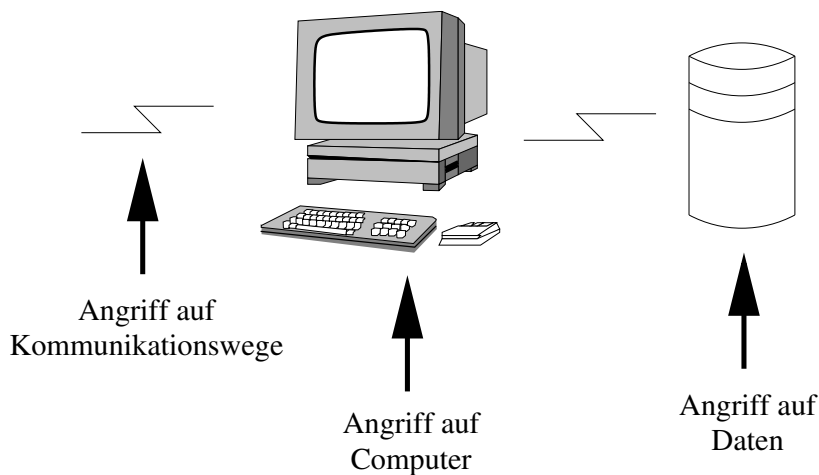 Angriff auf
Kommunikationswege
Angriff auf
Computer
Angriff auf
Daten